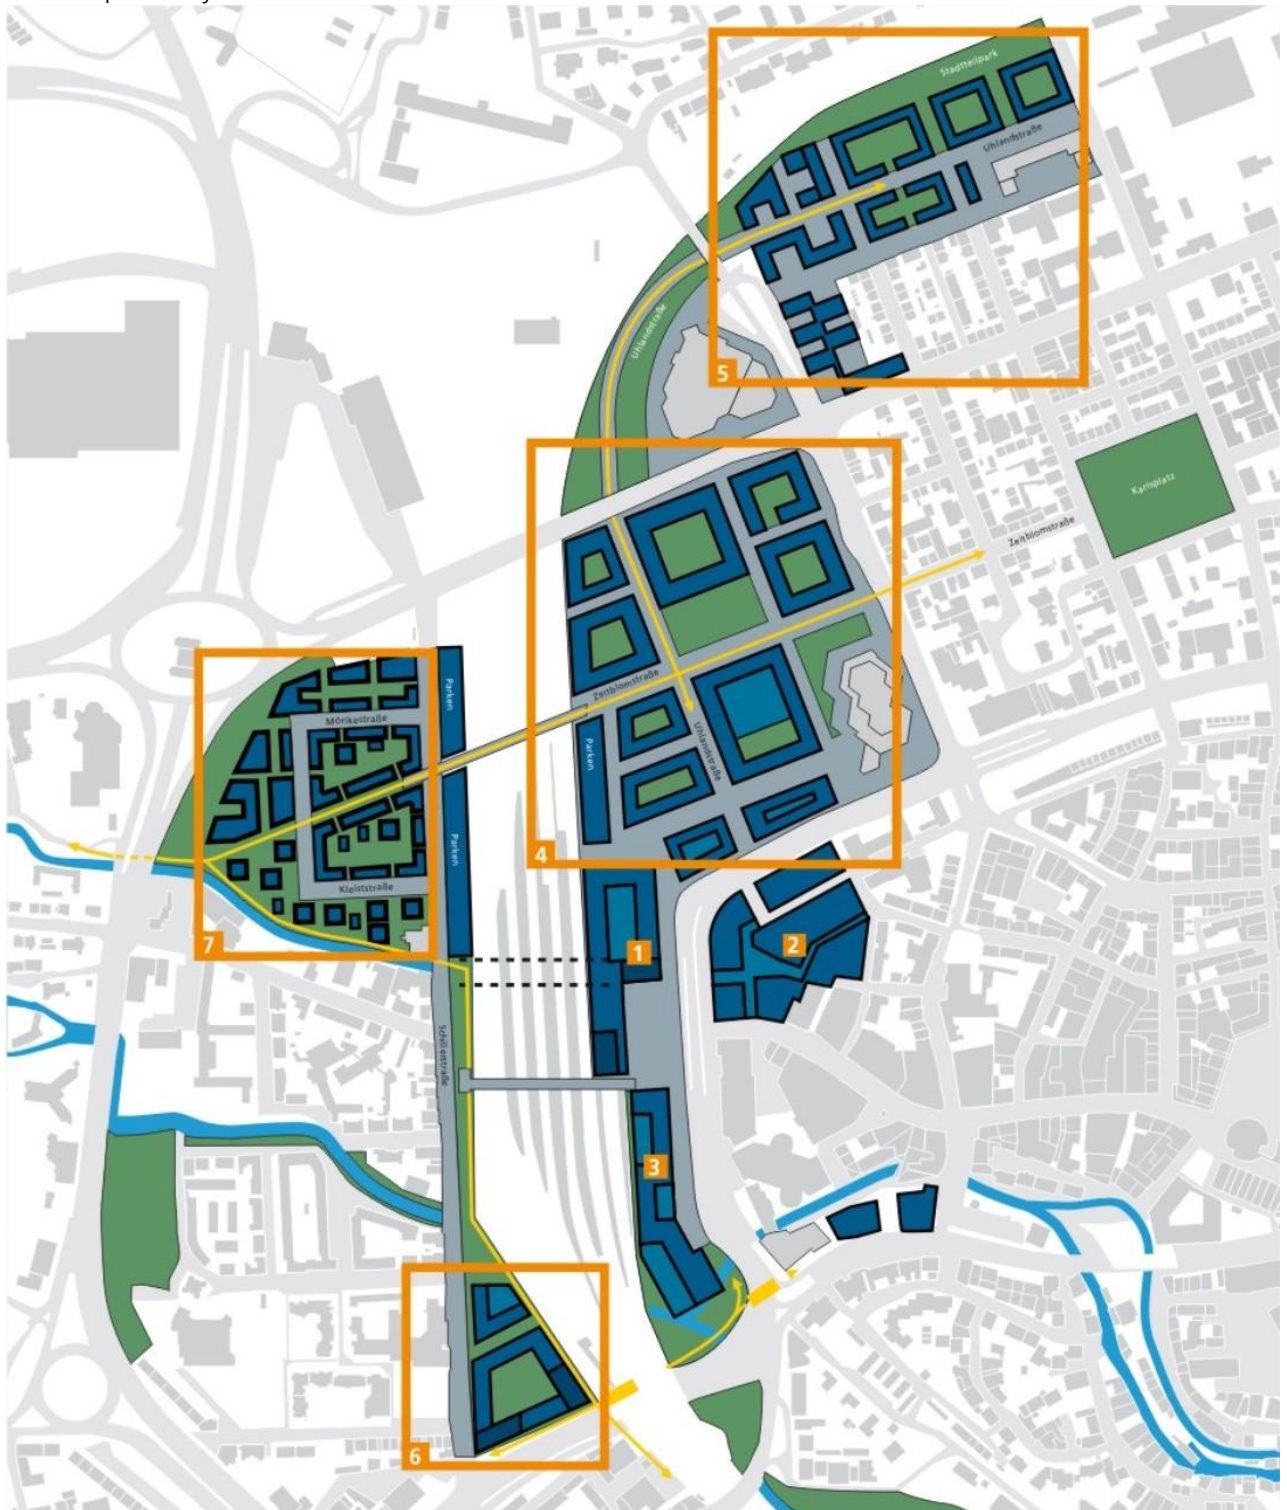 Stadtteilpark
Uhlandstraße
Uhlandstraße
5
Karlsplatz
Zeitblomstraße
Zeitblomstraße
Parken
Mörikestraße
Uhlandstraße
Parken
Parken
4
Kleiststraße
7
1
2
Schillerstraße
3
6